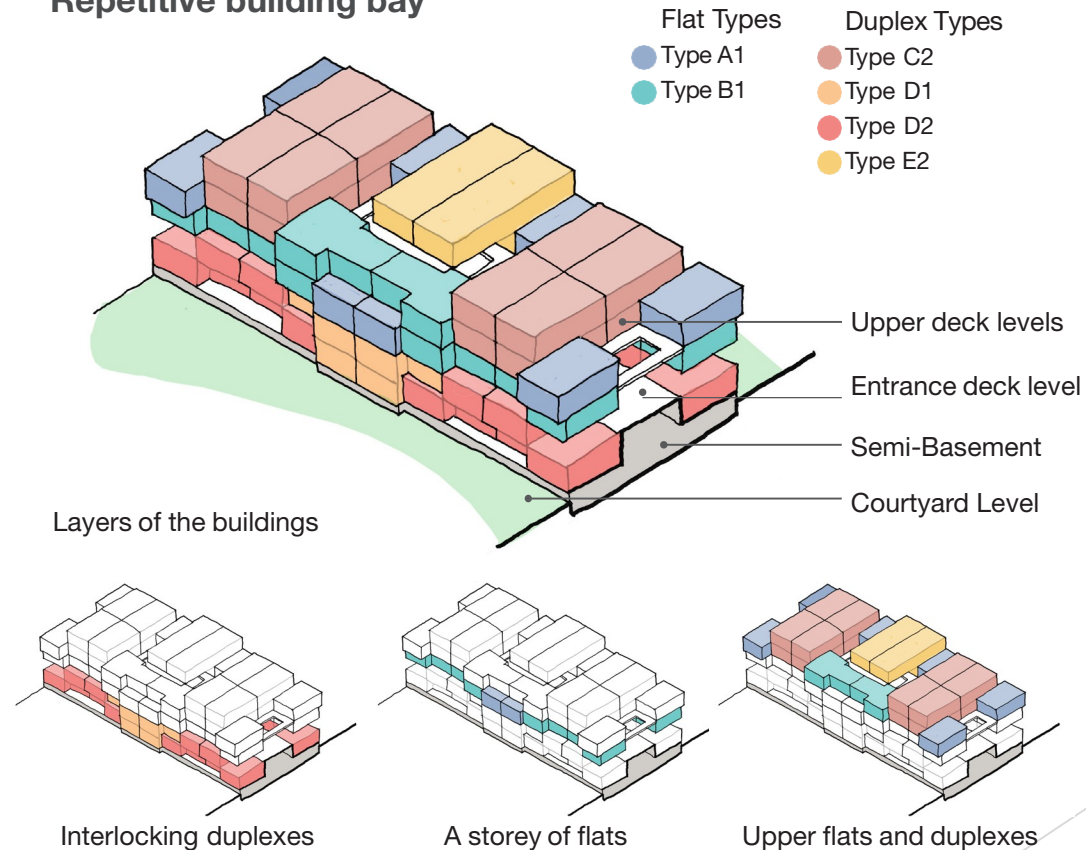 Repetitive building bay
Flat Types
Type A1
Type B1
Duplex Types
Type C2
Type D1
Type D2
Type E2
Upper deck levels
Entrance deck level
Semi-Basement
Courtyard Level
Layers of the buildings
Interlocking duplexes
A storey of flats
Upper flats and duplexes